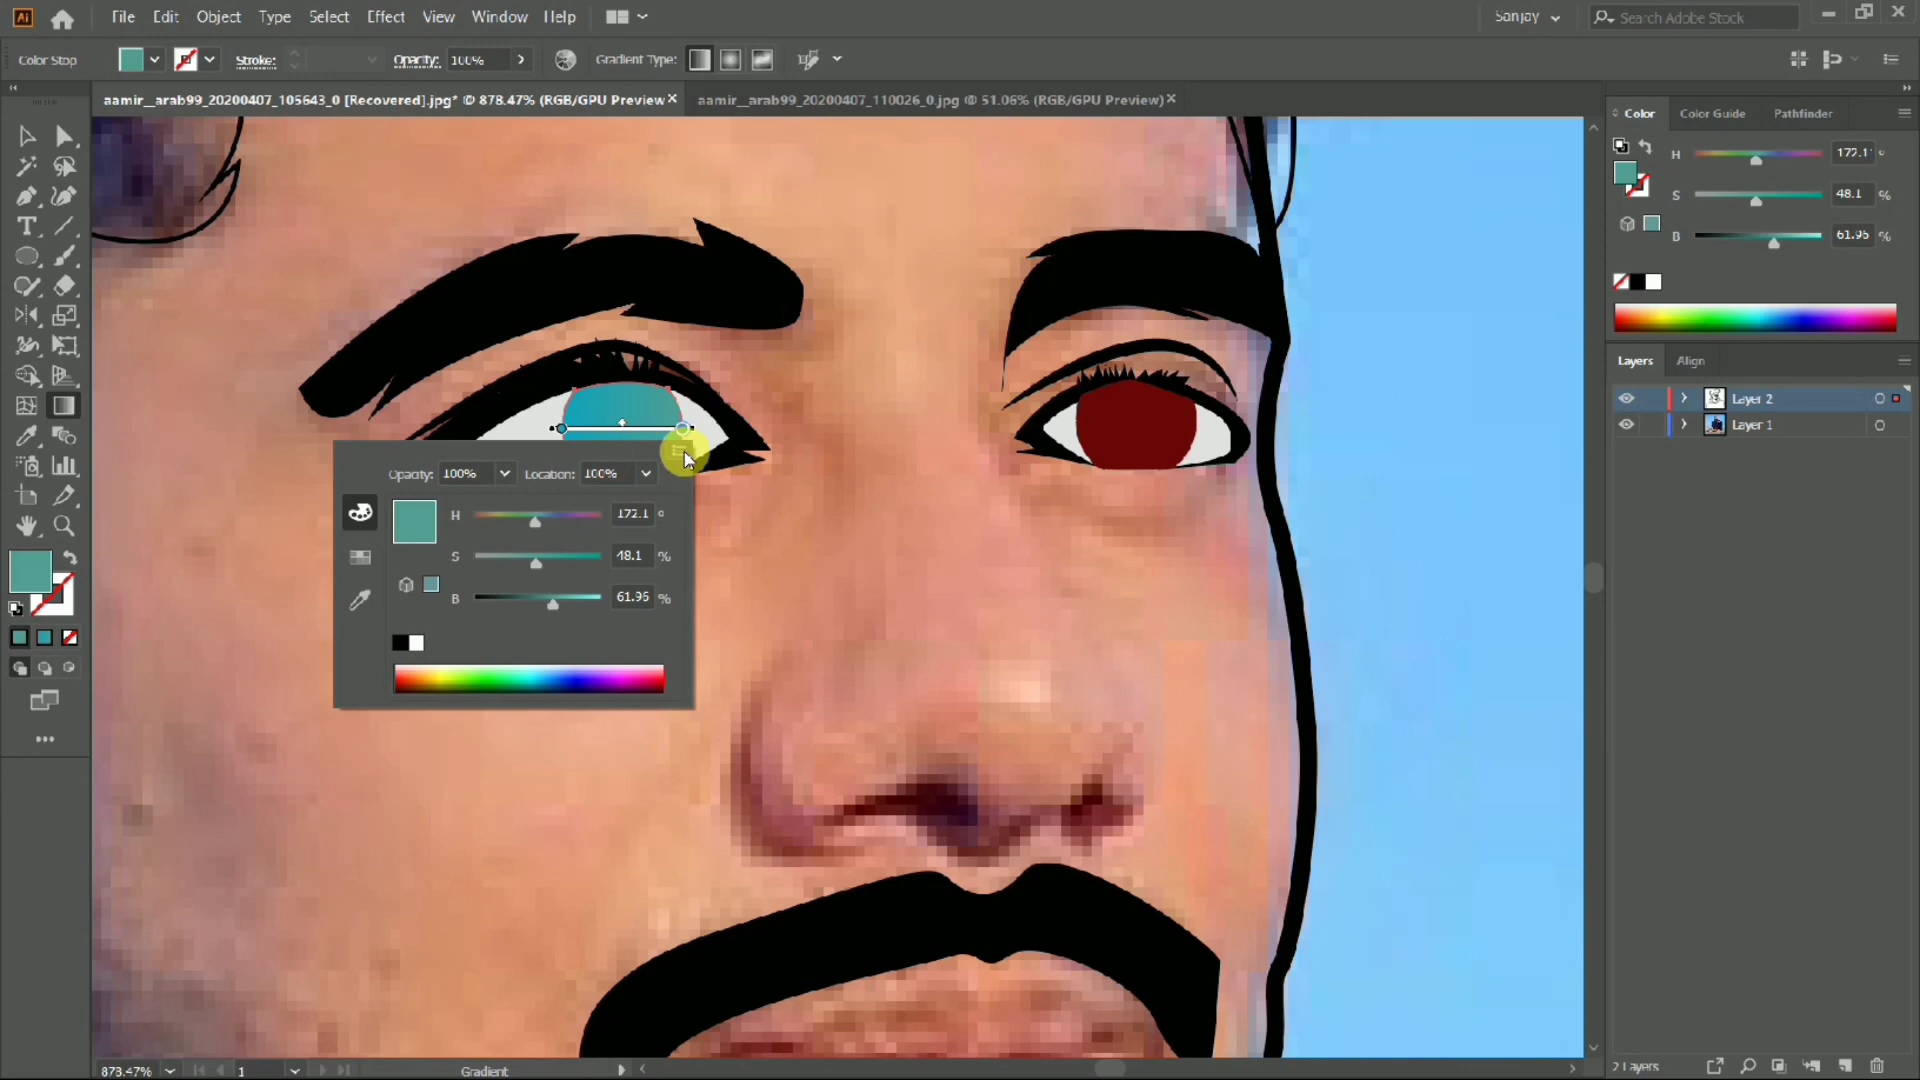 Ai File Edit Object Type Select Effect View Window Help Sanjay Search Adobe Stock
Color Stop Stroke: Opacity: 100% Gradient Type:
aamir__arab99_20200407_105643_0 [Recovered].jpg* @ 878.47% (RGB/GPU Preview) aamir__arab99_20200407_110026_0.jpg @ 51.06% (RGB/GPU Preview)
Color Color Guide Pathfinder
H 172.1 °
S 48.1 %
B 61.96 %
Layers Align
Layer 2
Layer 1
Opacity: 100% Location: 100%
H 172.1 °
S 48.1 %
B 61.96 %
878.47% 1 Gradient 2 Layers